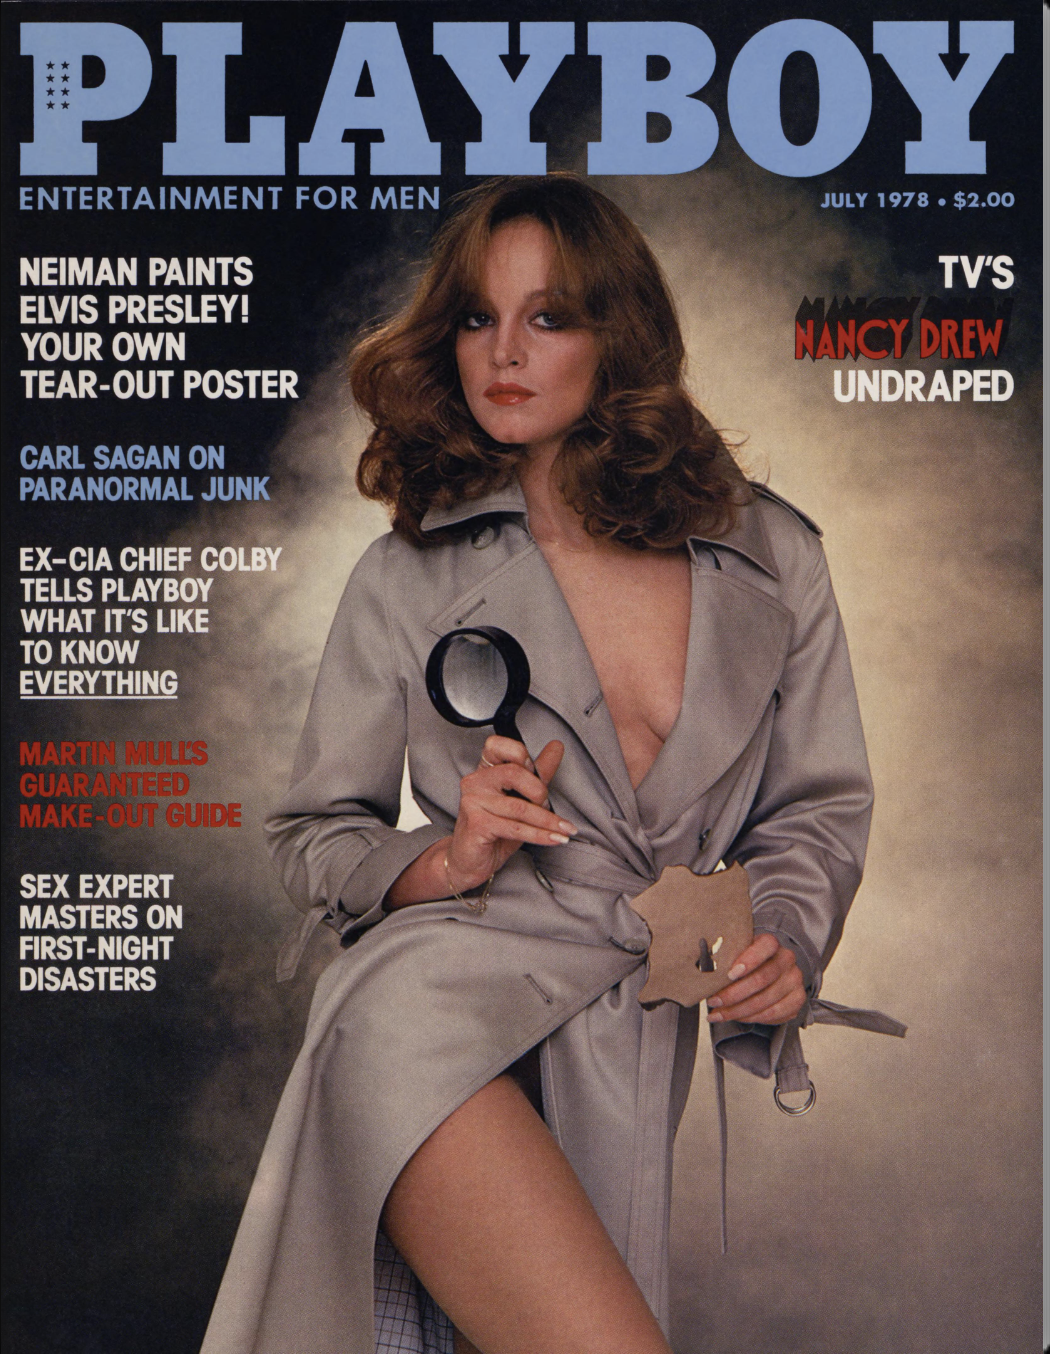 PLAYBOY
ENTERTAINMENT FOR MEN
JULY 1978 • $2.00
NEIMAN PAINTS
ELVIS PRESLEY!
YOUR OWN
TEAR-OUT POSTER
CARL SAGAN ON
PARANORMAL JUNK
EX-CIA CHIEF COLBY
TELLS PLAYBOY
WHAT IT'S LIKE
TO KNOW
EVERYTHING
MARTIN MULL'S
GUARANTEED
MAKE-OUT GUIDE
SEX EXPERT
MASTERS ON
FIRST-NIGHT
DISASTERS
TV'S
NANCY DREW
UNDRAPED